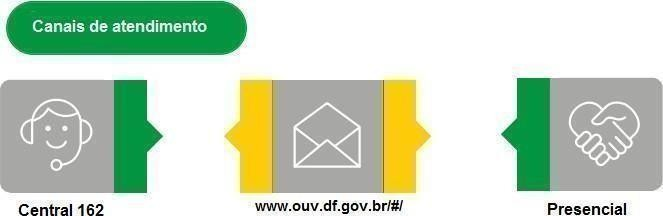 Canais de atendimento
Central 162
www.ouv.df.gov.br/#/
Presencial